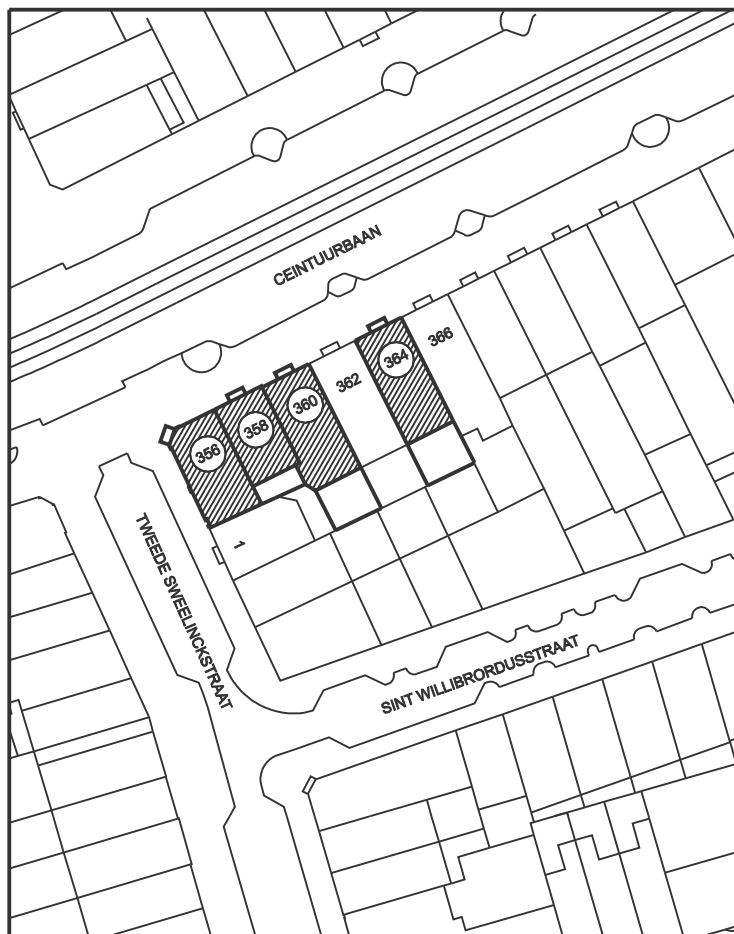 CEINTUURBAAN
366
364
362
360
358
356
1
TWEEDE SWEELINCKSTRAAT
SINT WILLIBRORDUSSTRAAT